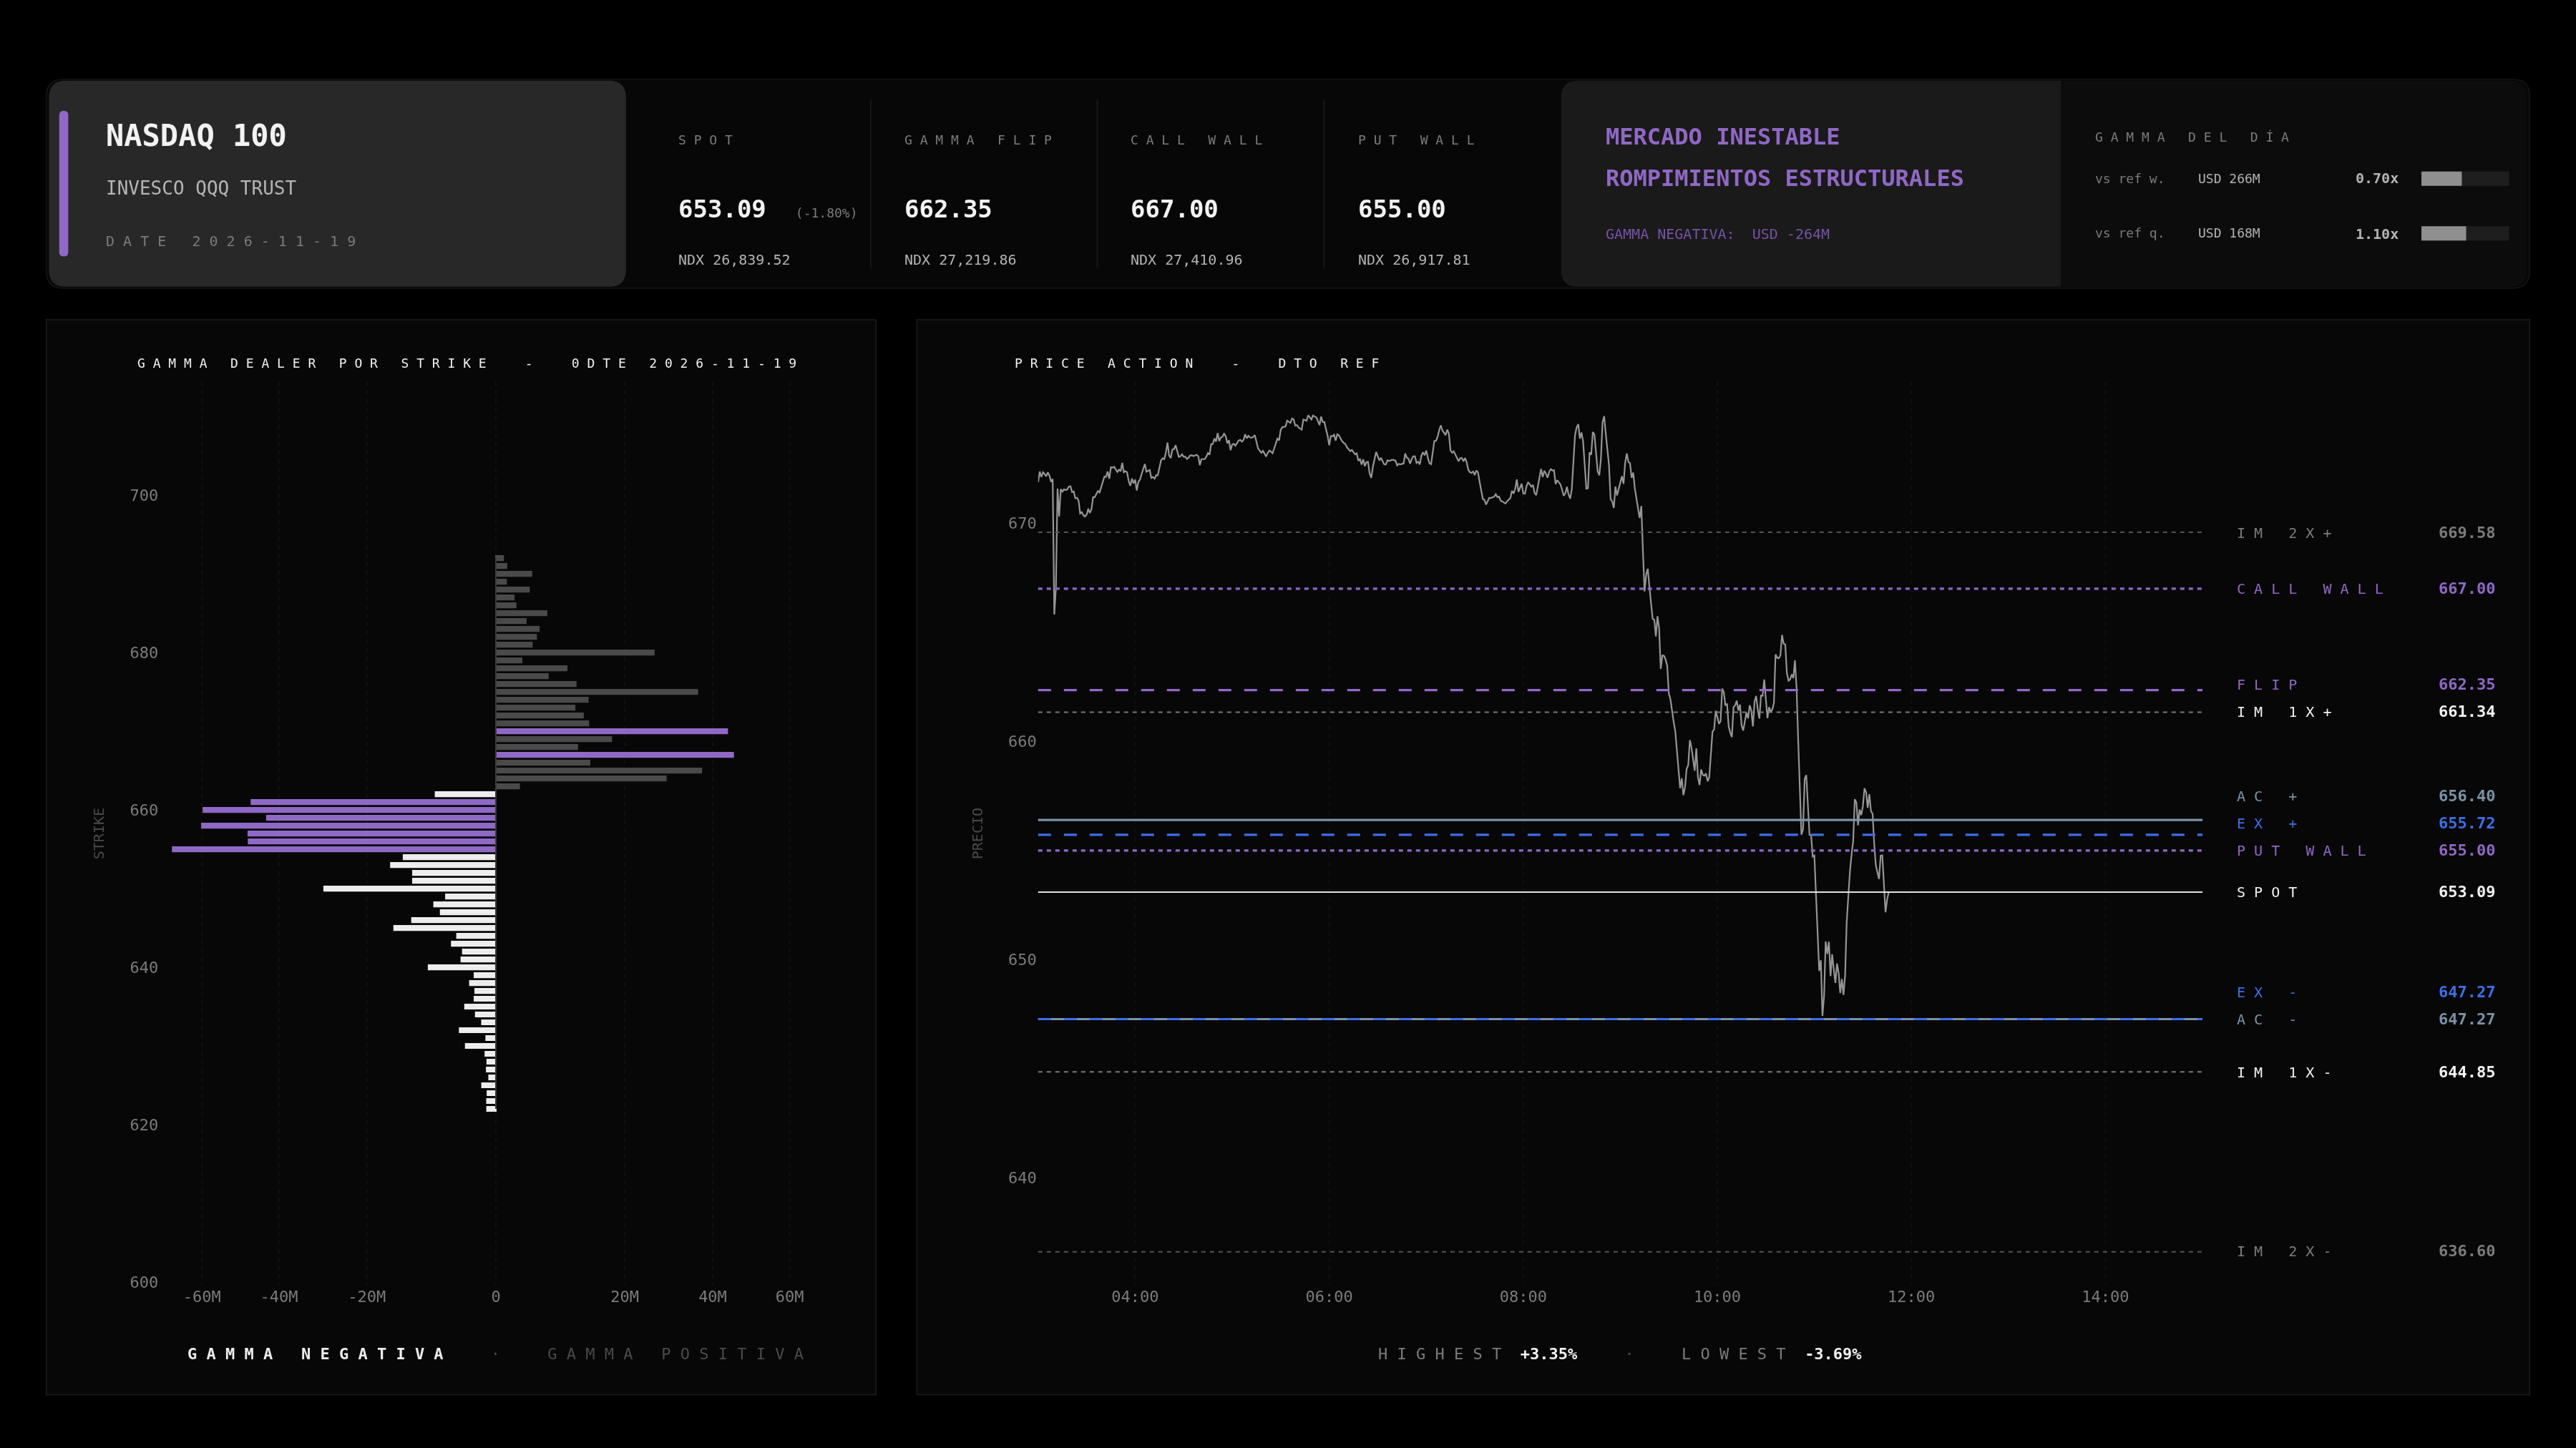 NASDAQ 100
INVESCO QQQ TRUST
DATE 2026-11-19
SPOT
653.09 (-1.80%)
NDX 26,839.52
GAMMA FLIP
662.35
NDX 27,219.86
CALL WALL
667.00
NDX 27,410.96
PUT WALL
655.00
NDX 26,917.81
MERCADO INESTABLE
ROMPIMIENTOS ESTRUCTURALES
GAMMA NEGATIVA: USD -264M
GAMMA DEL DÍA
vs ref w. USD 266M 0.70x
vs ref q. USD 168M 1.10x
GAMMA DEALER POR STRIKE - 0DTE 2026-11-19
STRIKE
700
680
660
640
620
600
-60M -40M -20M 0 20M 40M 60M
GAMMA NEGATIVA · GAMMA POSITIVA
PRICE ACTION - DTO REF
PRECIO
670
660
650
640
04:00 06:00 08:00 10:00 12:00 14:00
IM 2X+ 669.58
CALL WALL 667.00
FLIP 662.35
IM 1X+ 661.34
AC + 656.40
EX + 655.72
PUT WALL 655.00
SPOT 653.09
EX - 647.27
AC - 647.27
IM 1X- 644.85
IM 2X- 636.60
HIGHEST +3.35% · LOWEST -3.69%